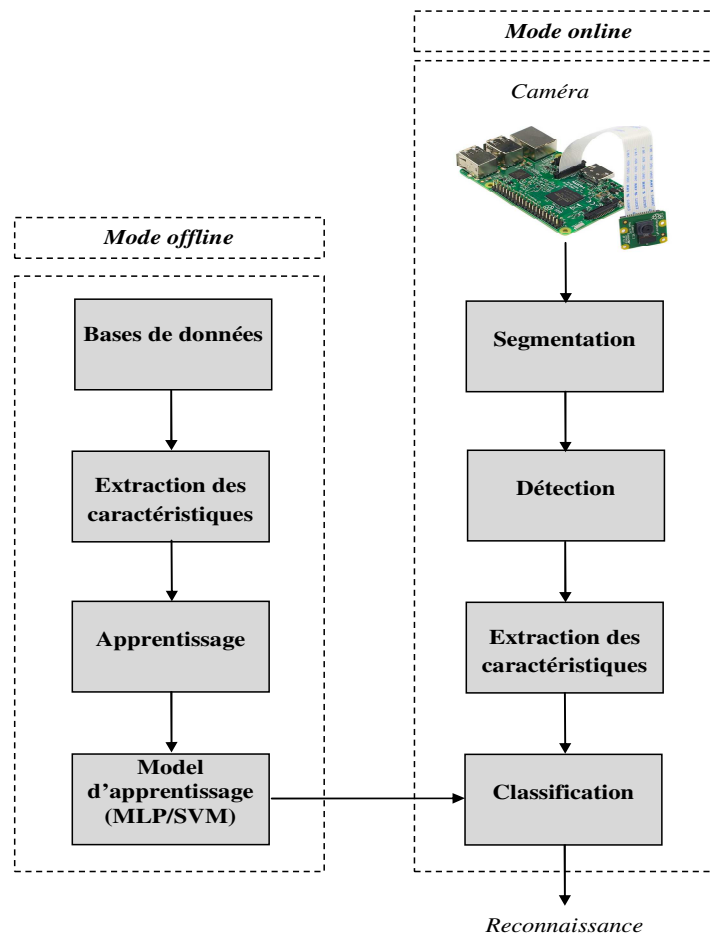 Mode online
Caméra
Mode offline
Bases de données
Extraction des
caractéristiques
Apprentissage
Model
d'apprentissage
(MLP/SVM)
Segmentation
Détection
Extraction des
caractéristiques
Classification
Reconnaissance